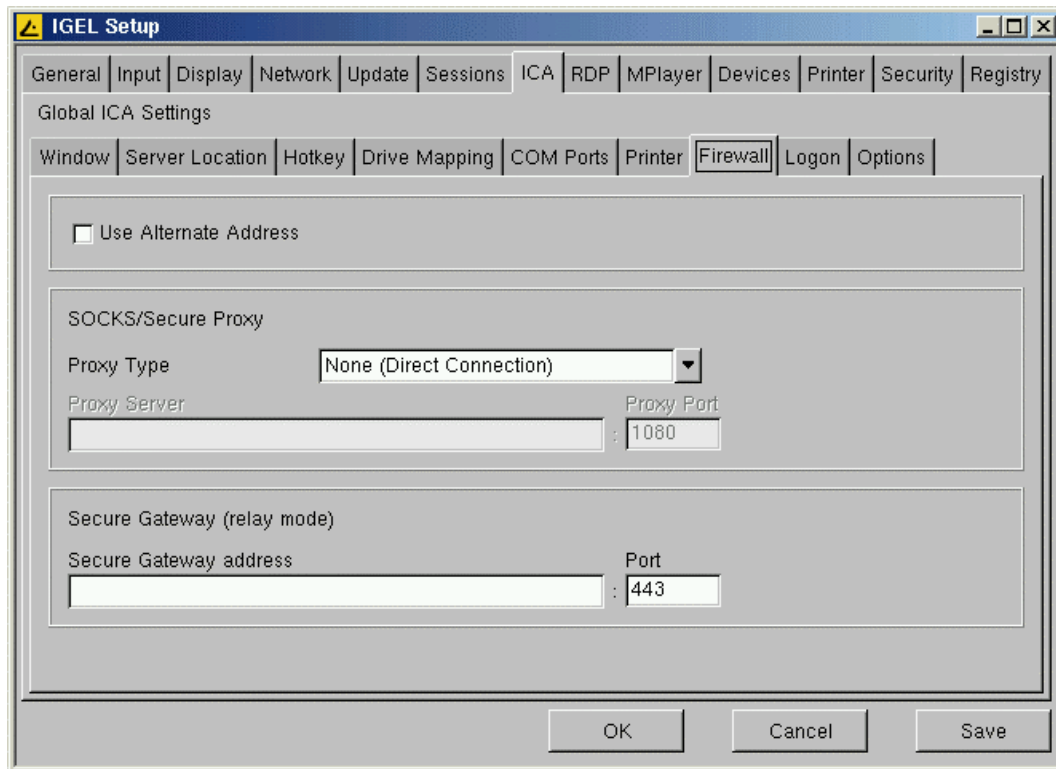 IGEL Setup
General Input Display Network Update Sessions ICA RDP MPlayer Devices Printer Security Registry
Global ICA Settings
Window Server Location Hotkey Drive Mapping COM Ports Printer Firewall Logon Options
Use Alternate Address
SOCKS/Secure Proxy
Proxy Type None (Direct Connection)
Proxy Server Proxy Port
: 1080
Secure Gateway (relay mode)
Secure Gateway address Port
: 443
OK Cancel Save